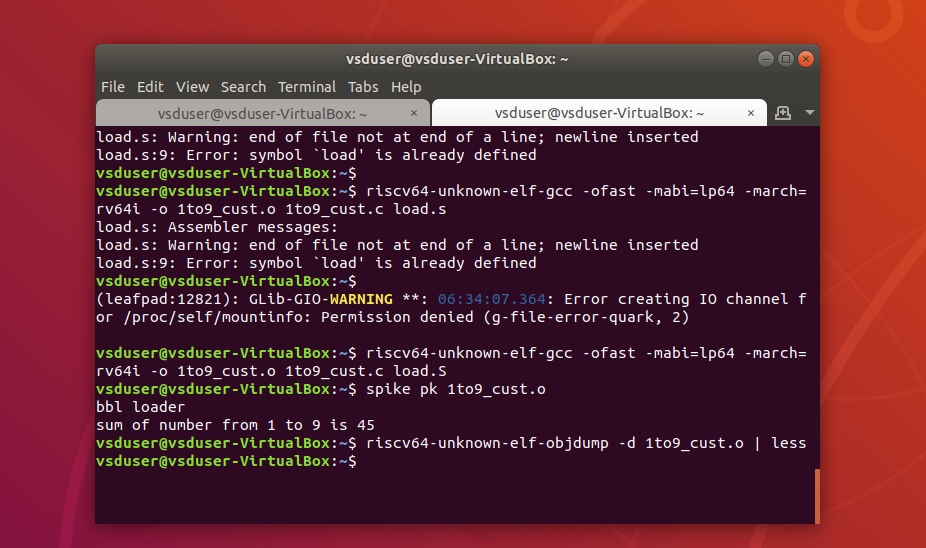 vsduser@vsduser-VirtualBox: ~
File Edit View Search Terminal Tabs Help
vsduser@vsduser-VirtualBox: ~ × vsduser@vsduser-VirtualBox: ~ ×
load.s: Warning: end of file not at end of a line; newline inserted
load.s:9: Error: symbol `load' is already defined
vsduser@vsduser-VirtualBox:~$
vsduser@vsduser-VirtualBox:~$ riscv64-unknown-elf-gcc -ofast -mabi=lp64 -march=
rv64i -o 1to9_cust.o 1to9_cust.c load.s
load.s: Assembler messages:
load.s: Warning: end of file not at end of a line; newline inserted
load.s:9: Error: symbol `load' is already defined
vsduser@vsduser-VirtualBox:~$
(leafpad:12821): GLib-GIO-WARNING **: 06:34:07.364: Error creating IO channel f
or /proc/self/mountinfo: Permission denied (g-file-error-quark, 2)
vsduser@vsduser-VirtualBox:~$ riscv64-unknown-elf-gcc -ofast -mabi=lp64 -march=
rv64i -o 1to9_cust.o 1to9_cust.c load.S
vsduser@vsduser-VirtualBox:~$ spike pk 1to9_cust.o
bbl loader
sum of number from 1 to 9 is 45
vsduser@vsduser-VirtualBox:~$ riscv64-unknown-elf-objdump -d 1to9_cust.o | less
vsduser@vsduser-VirtualBox:~$